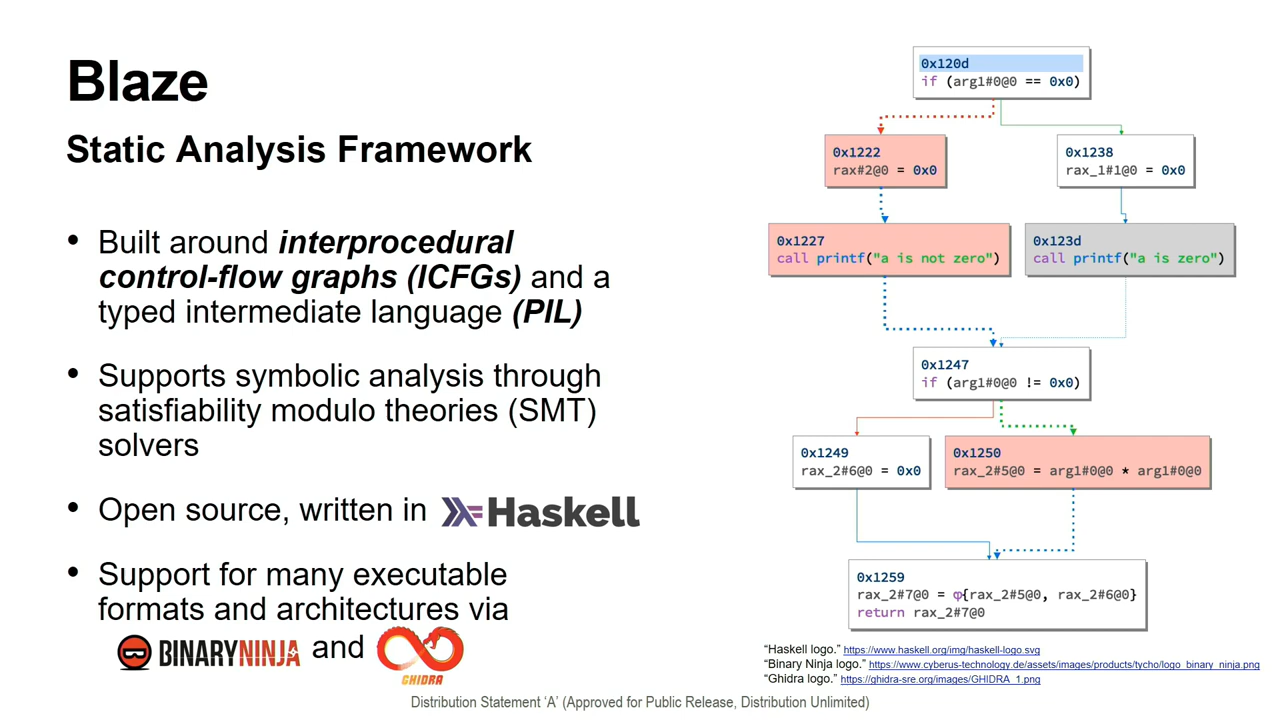 Blaze
Static Analysis Framework
• Built around interprocedural
control-flow graphs (ICFGs) and a
typed intermediate language (PIL)
• Supports symbolic analysis through
satisfiability modulo theories (SMT)
solvers
• Open source, written in Haskell
• Support for many executable
formats and architectures via
BINARYNINJA and GHIDRA
0x120d
if (arg1#0@0 == 0x0)
0x1222
rax#2@0 = 0x0
0x1238
rax_1#1@0 = 0x0
0x1227
call printf("a is not zero")
0x123d
call printf("a is zero")
0x1247
if (arg1#0@0 != 0x0)
0x1249
rax_2#6@0 = 0x0
0x1250
rax_2#5@0 = arg1#0@0 * arg1#0@0
0x1259
rax_2#7@0 = φ{rax_2#5@0, rax_2#6@0}
return rax_2#7@0
“Haskell logo.” https://www.haskell.org/img/haskell-logo.svg
“Binary Ninja logo.” https://www.cyberus-technology.de/assets/images/products/tycho/logo_binary_ninja.png
“Ghidra logo.” https://ghidra-sre.org/images/GHIDRA_1.png
Distribution Statement ‘A’ (Approved for Public Release, Distribution Unlimited)